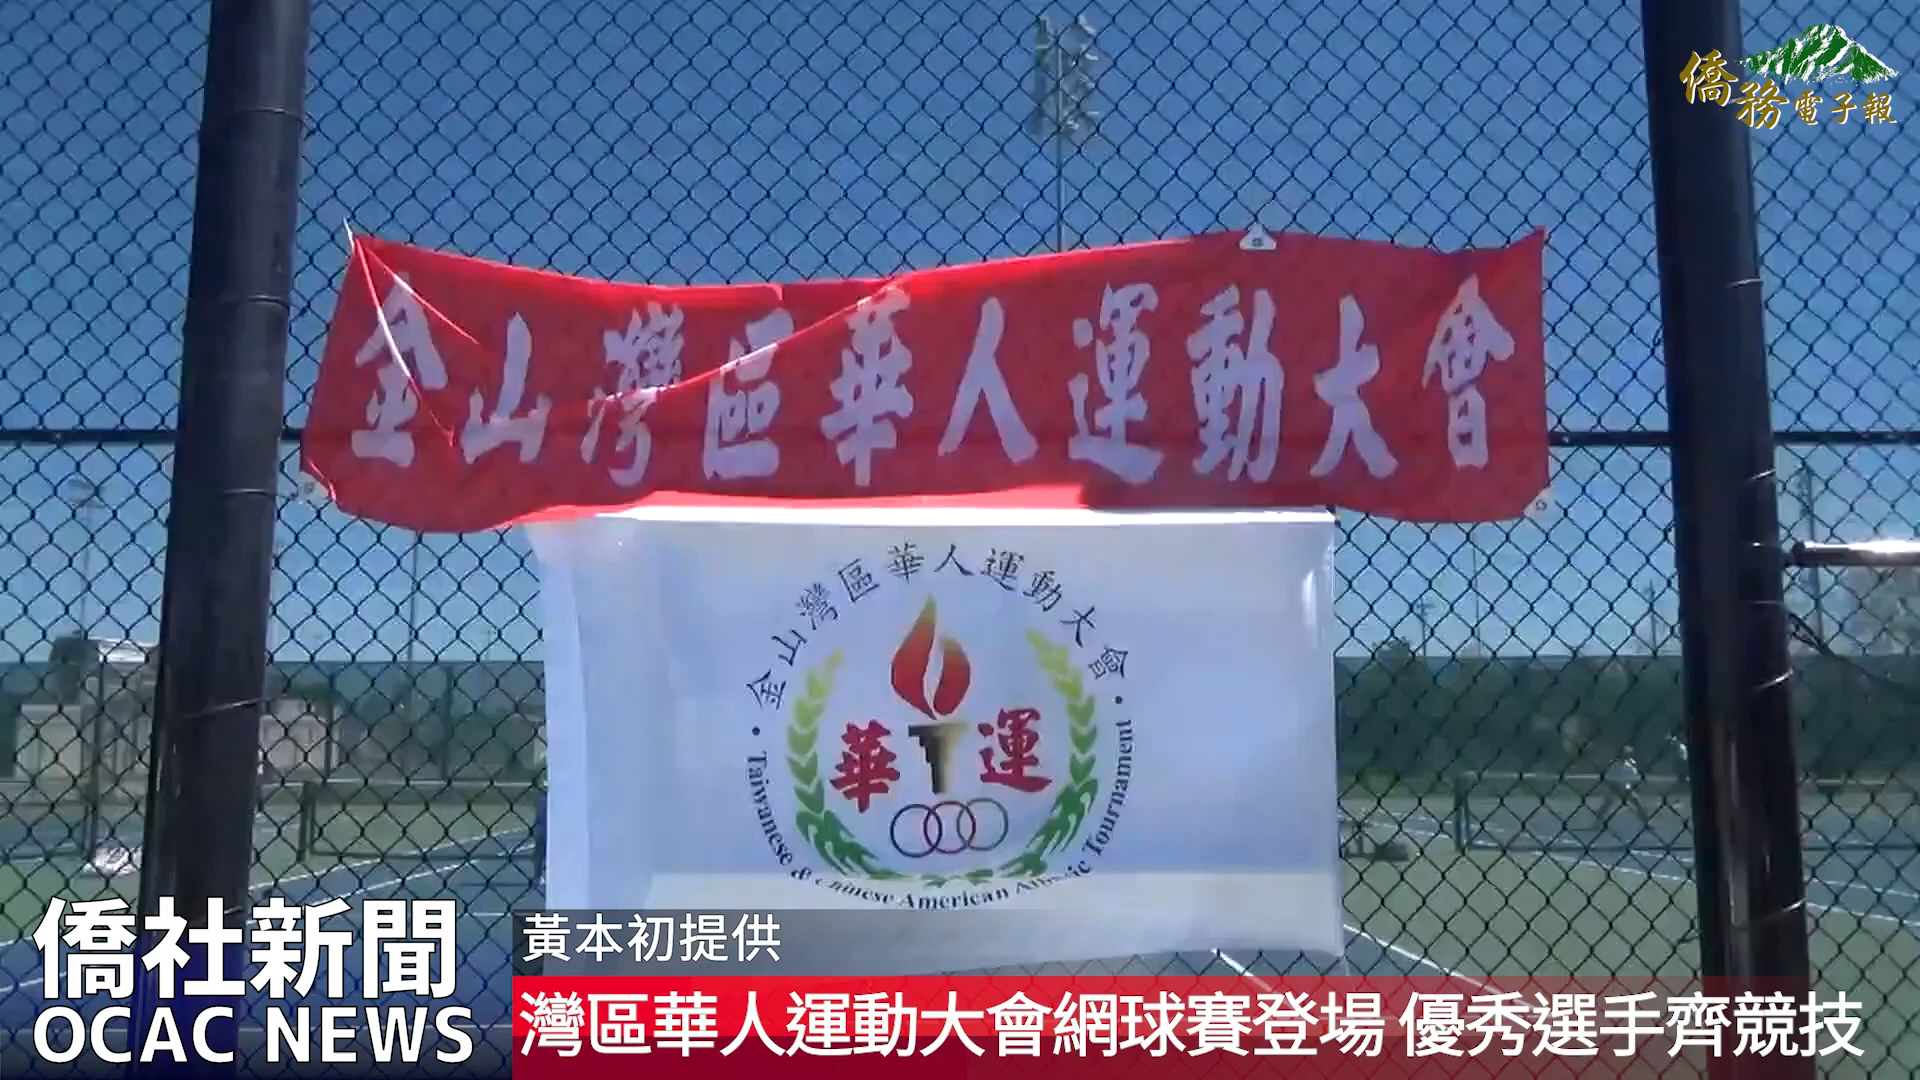 僑務電子報
金山灣區華人運動大會
金山灣區華人運動大會
華運
Taiwanese & Chinese American Athletic Tournament
僑社新聞
OCAC NEWS
黃本初提供
灣區華人運動大會網球賽登場 優秀選手齊競技